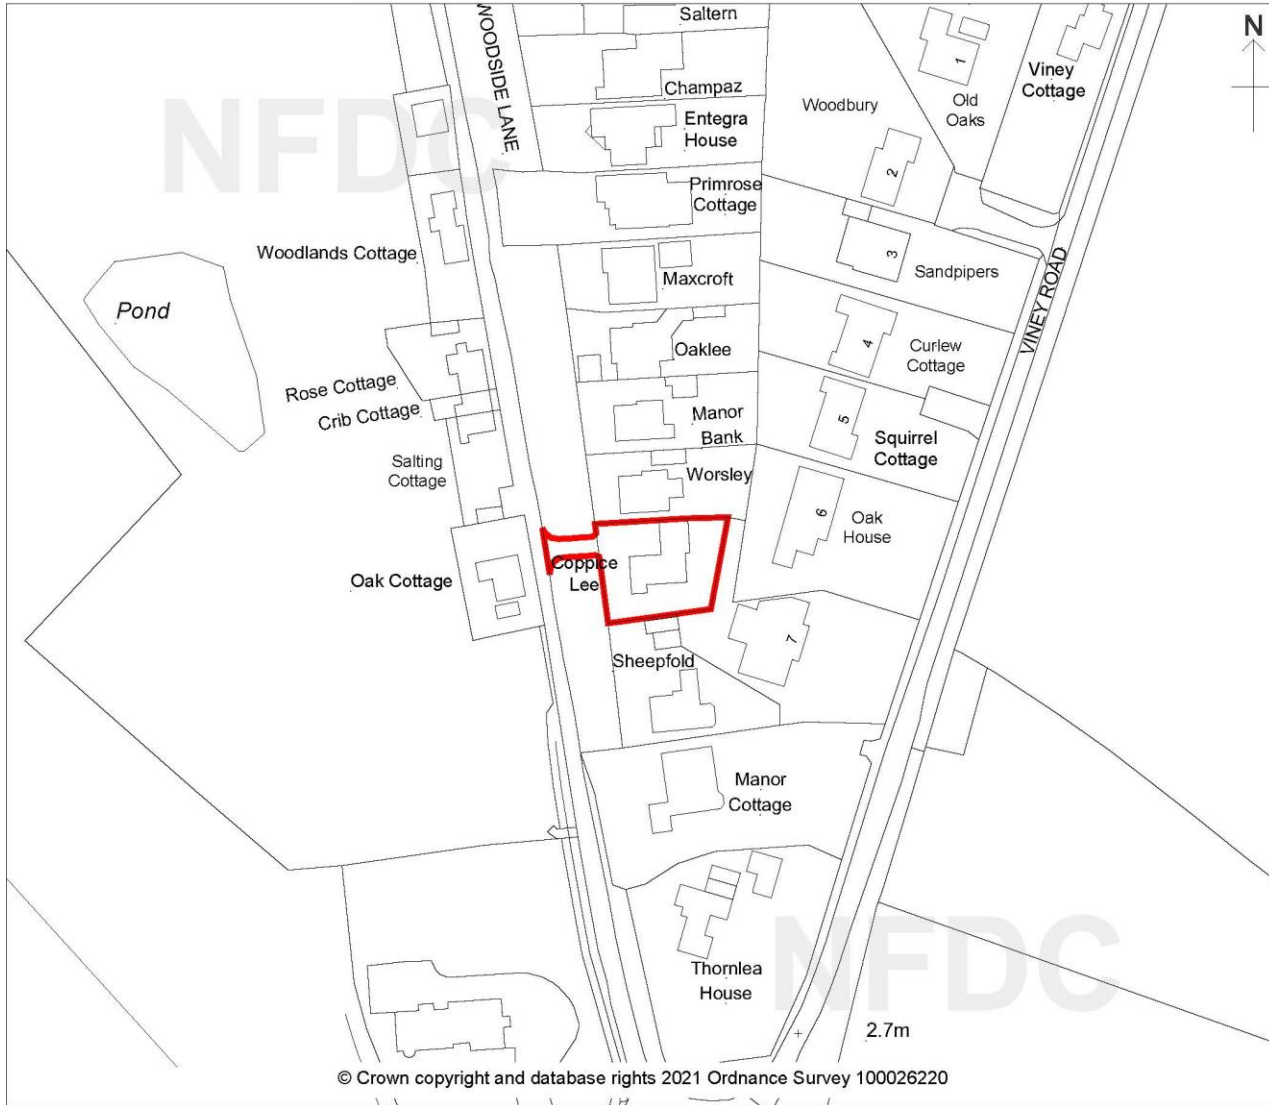 Saltern
N
WOODSIDE LANE
Champaz
1
Viney
Cottage
Old
Oaks
Woodbury
NFDC
Entegra
House
2
Primrose
Cottage
Woodlands Cottage
3
Sandpipers
Maxcroft
VINEY ROAD
Pond
Oaklee
4
Curlew
Cottage
Rose Cottage
Crib Cottage
Manor
Bank
5
Squirrel
Cottage
Salting
Cottage
Worsley
6
Oak
House
Coppice
Lee
Oak Cottage
7
Sheepfold
Manor
Cottage
Thornlea
House
NFDC
2.7m
© Crown copyright and database rights 2021 Ordnance Survey 100026220